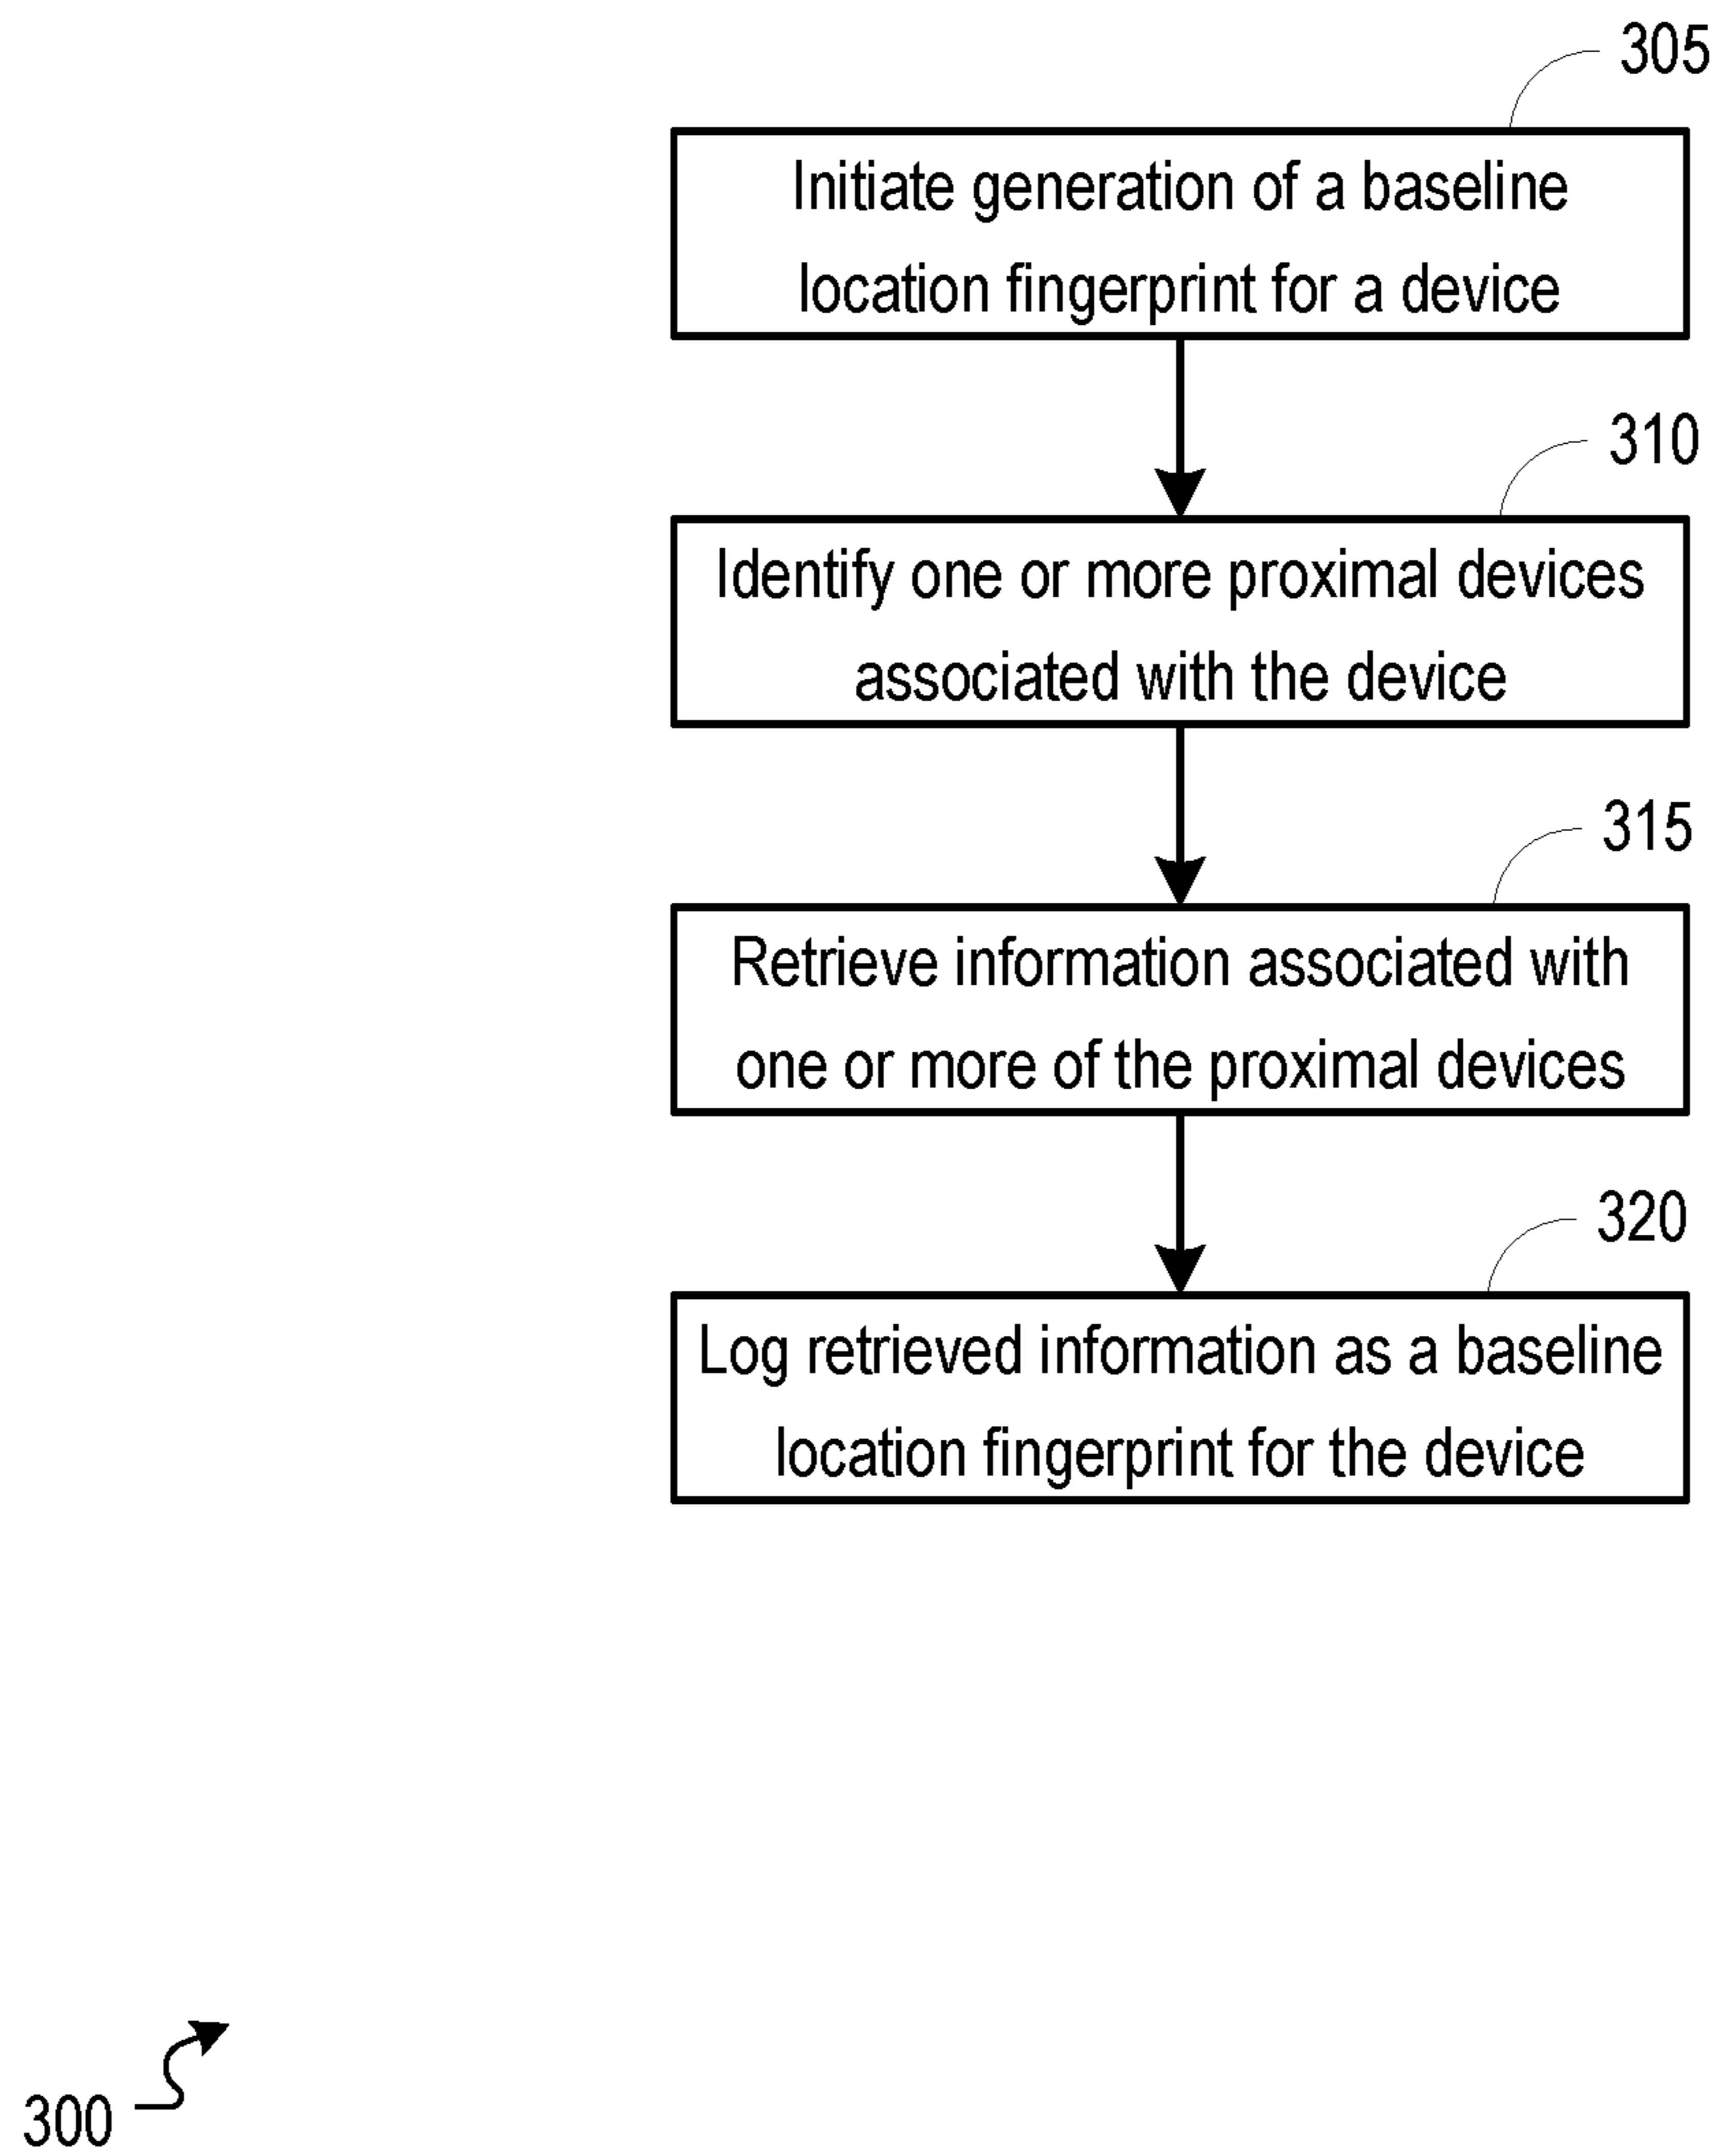 305
Initiate generation of a baseline
location fingerprint for a device
310
Identify one or more proximal devices
associated with the device
315
Retrieve information associated with
one or more of the proximal devices
320
Log retrieved information as a baseline
location fingerprint for the device
300